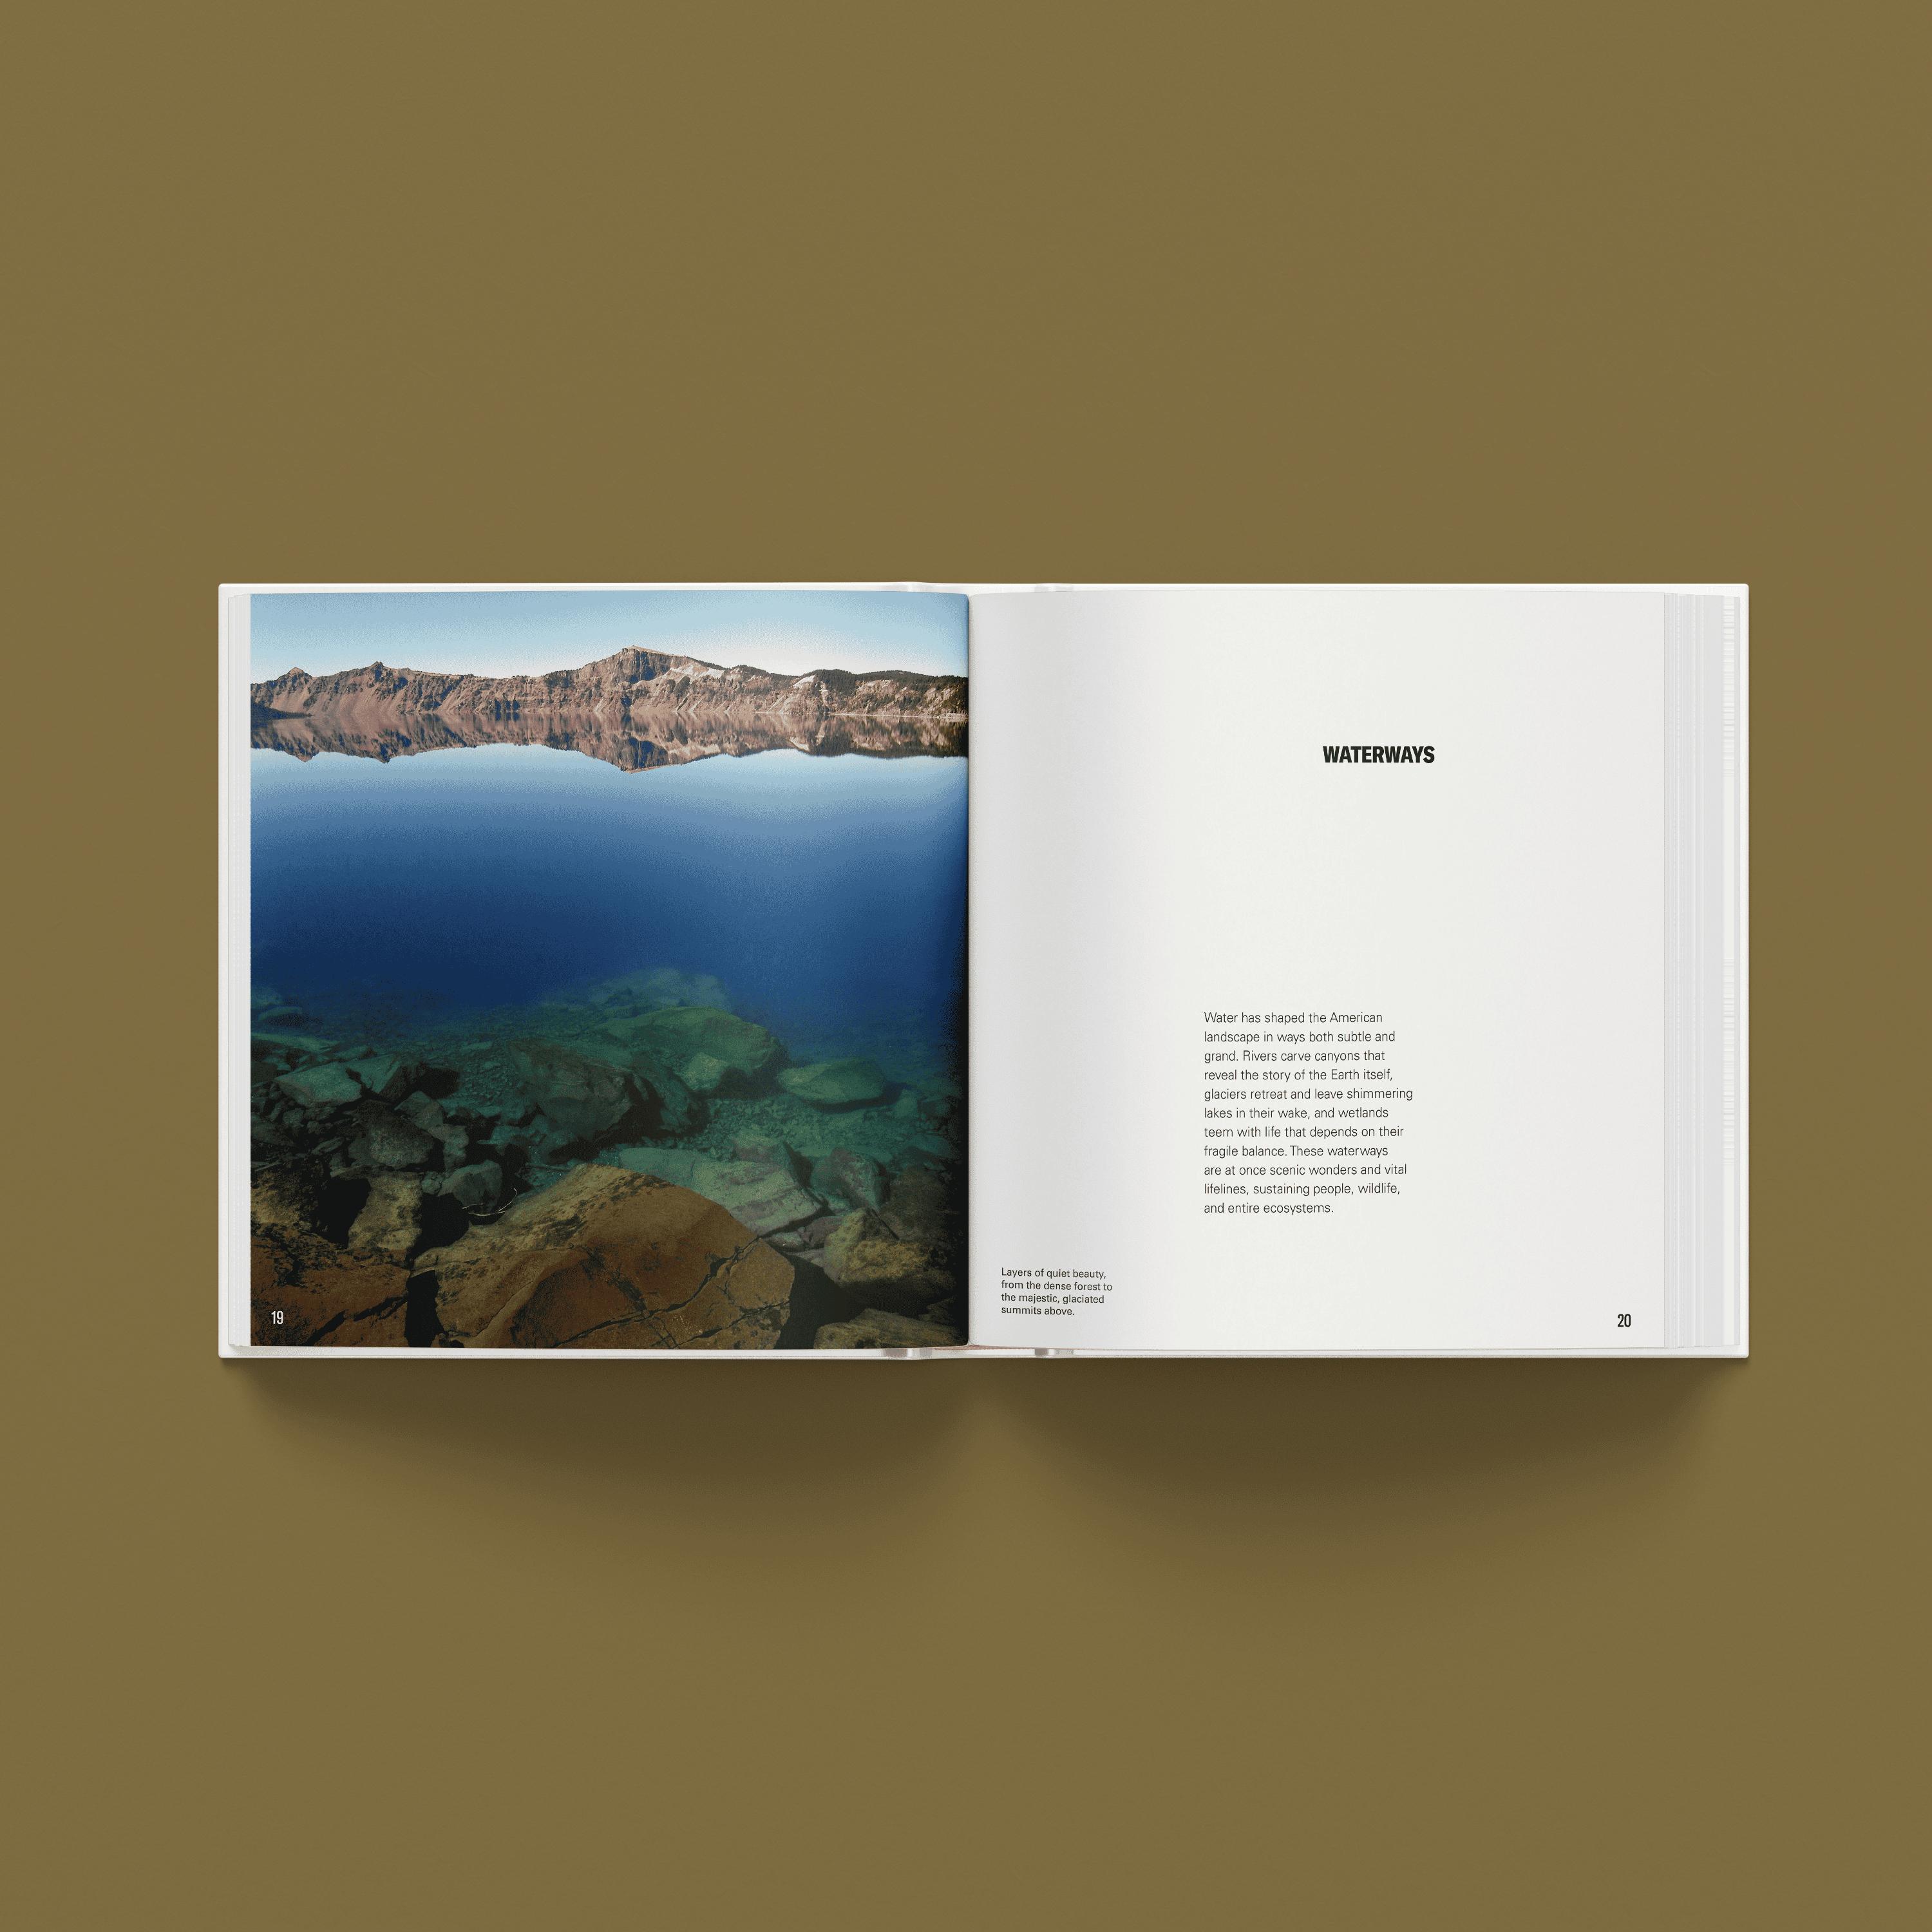 19
WATERWAYS
Water has shaped the American
landscape in ways both subtle and
grand. Rivers carve canyons that
reveal the story of the Earth itself,
glaciers retreat and leave shimmering
lakes in their wake, and wetlands
teem with life that depends on their
fragile balance. These waterways
are at once scenic wonders and vital
lifelines, sustaining people, wildlife,
and entire ecosystems.
Layers of quiet beauty,
from the dense forest to
the majestic, glaciated
summits above.
20